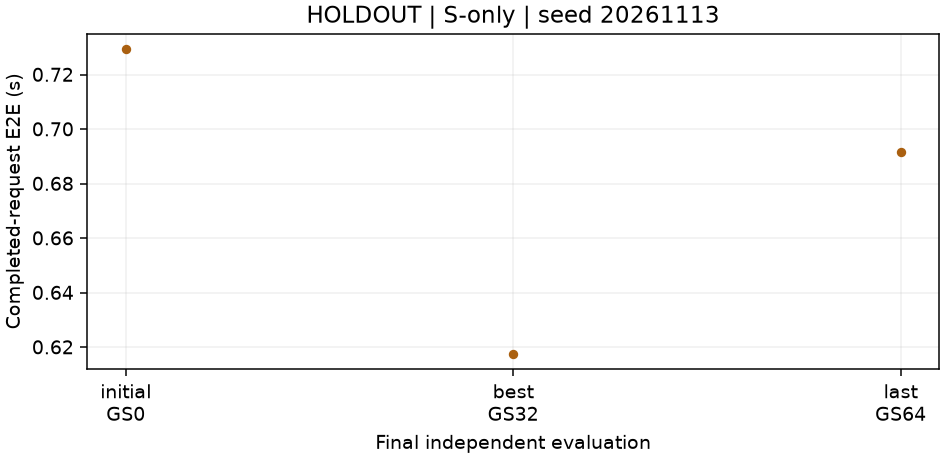 HOLDOUT | S-only | seed 20261113
Completed-request E2E (s)
0.72
0.70
0.68
0.66
0.64
0.62
initial
GS0
best
GS32
last
GS64
Final independent evaluation